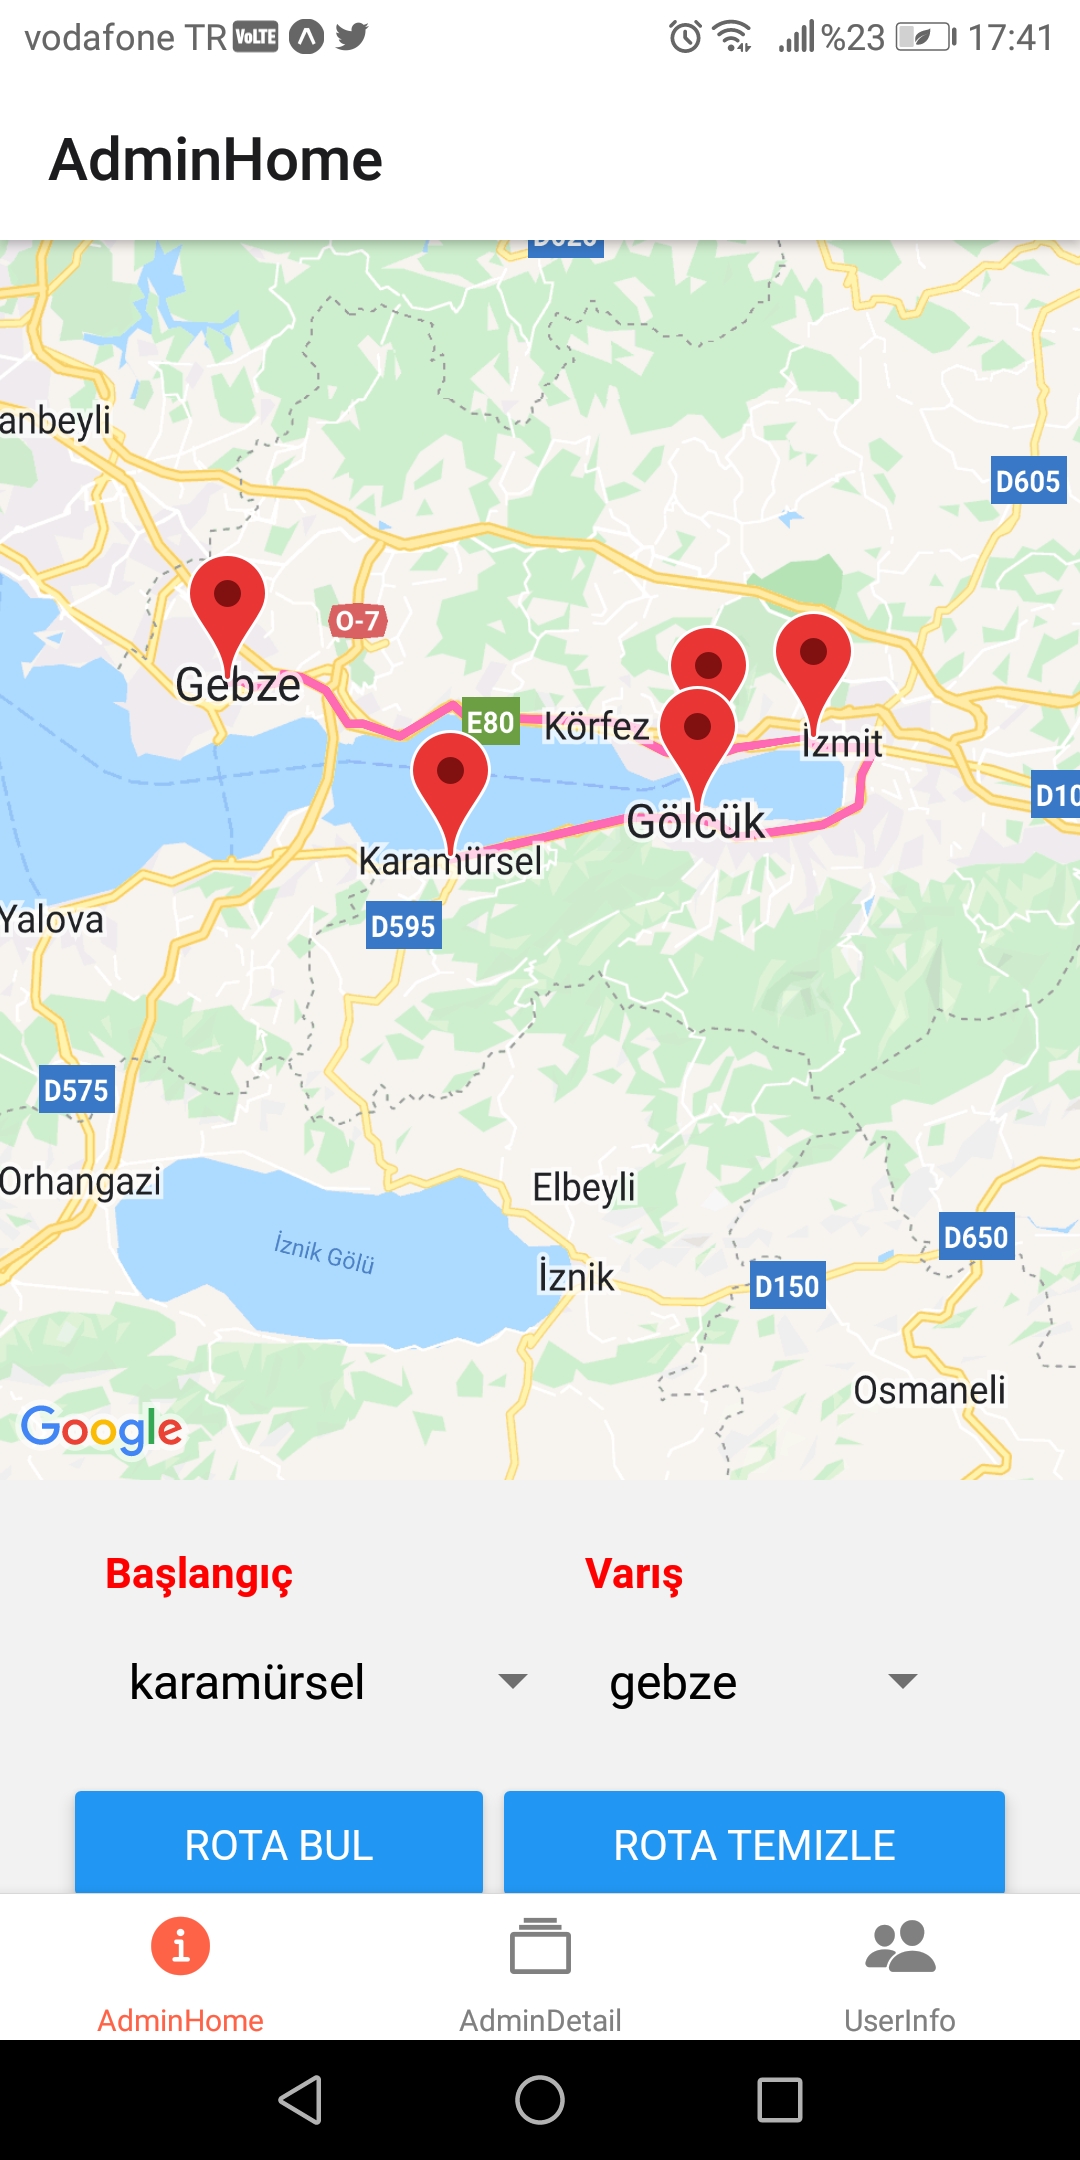 vodafone TR VoLTE %23 17:41
AdminHome
D020
anbeyli
D605
O-7
Gebze
E80
Körfez
İzmit
D10
Gölcük
Karamürsel
Yalova
D595
D575
Orhangazi
Elbeyli
D650
İznik Gölü
İznik
D150
Osmaneli
Google
Başlangıç Varış
karamürsel gebze
ROTA BUL ROTA TEMIZLE
AdminHome AdminDetail UserInfo